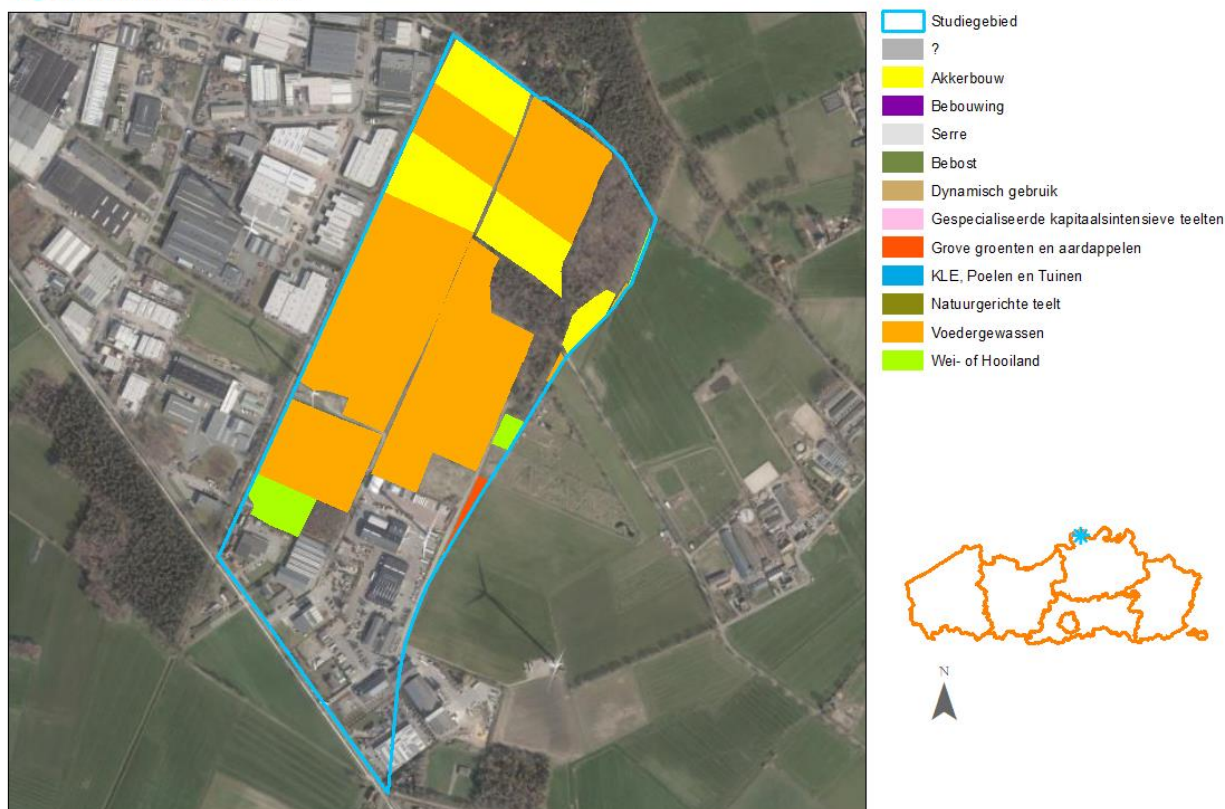 Studiegebied
?
Akkerbouw
Bebouwing
Serre
Bebost
Dynamisch gebruik
Gespecialiseerde kapitaalsintensieve teelten
Grove groenten en aardappelen
KLE, Poelen en Tuinen
Natuurgerichte teelt
Voedergewassen
Wei- of Hooiland
N